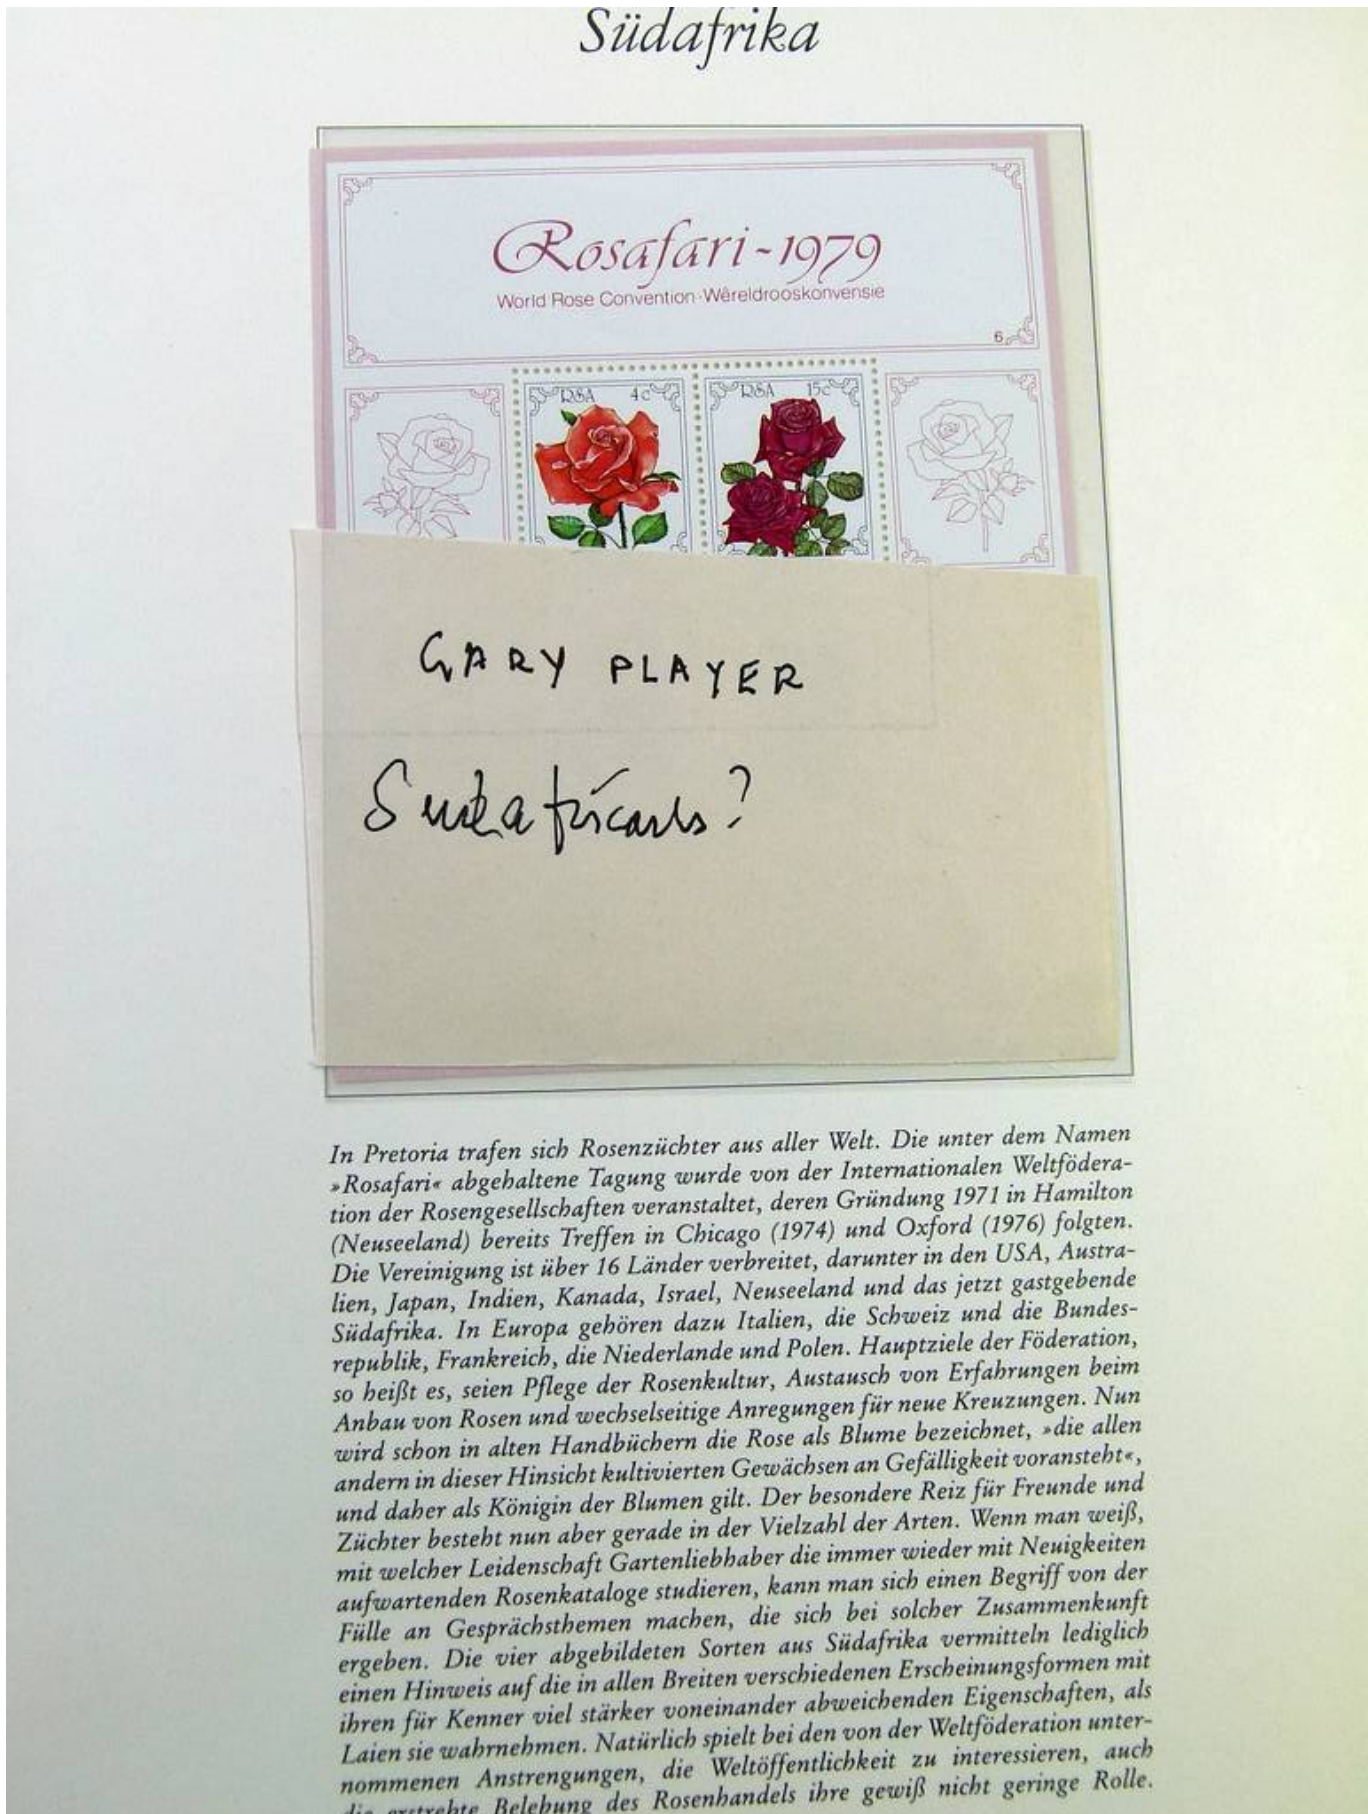 Südafrika
Rosafari-1979
World Rose Convention·Wêreldrooskonvensie
6
RSA 4c
RSA 15c
GARY PLAYER
In Pretoria trafen sich Rosenzüchter aus aller Welt. Die unter dem Namen
»Rosafari« abgehaltene Tagung wurde von der Internationalen Weltfödera-
tion der Rosengesellschaften veranstaltet, deren Gründung 1971 in Hamilton
(Neuseeland) bereits Treffen in Chicago (1974) und Oxford (1976) folgten.
Die Vereinigung ist über 16 Länder verbreitet, darunter in den USA, Austra-
lien, Japan, Indien, Kanada, Israel, Neuseeland und das jetzt gastgebende
Südafrika. In Europa gehören dazu Italien, die Schweiz und die Bundes-
republik, Frankreich, die Niederlande und Polen. Hauptziele der Föderation,
so heißt es, seien Pflege der Rosenkultur, Austausch von Erfahrungen beim
Anbau von Rosen und wechselseitige Anregungen für neue Kreuzungen. Nun
wird schon in alten Handbüchern die Rose als Blume bezeichnet, »die allen
andern in dieser Hinsicht kultivierten Gewächsen an Gefälligkeit voransteht«,
und daher als Königin der Blumen gilt. Der besondere Reiz für Freunde und
Züchter besteht nun aber gerade in der Vielzahl der Arten. Wenn man weiß,
mit welcher Leidenschaft Gartenliebhaber die immer wieder mit Neuigkeiten
aufwartenden Rosenkataloge studieren, kann man sich einen Begriff von der
Fülle an Gesprächsthemen machen, die sich bei solcher Zusammenkunft
ergeben. Die vier abgebildeten Sorten aus Südafrika vermitteln lediglich
einen Hinweis auf die in allen Breiten verschiedenen Erscheinungsformen mit
ihren für Kenner viel stärker voneinander abweichenden Eigenschaften, als
Laien sie wahrnehmen. Natürlich spielt bei den von der Weltföderation unter-
nommenen Anstrengungen, die Weltöffentlichkeit zu interessieren, auch
die erstrebte Belebung des Rosenhandels ihre gewiß nicht geringe Rolle.